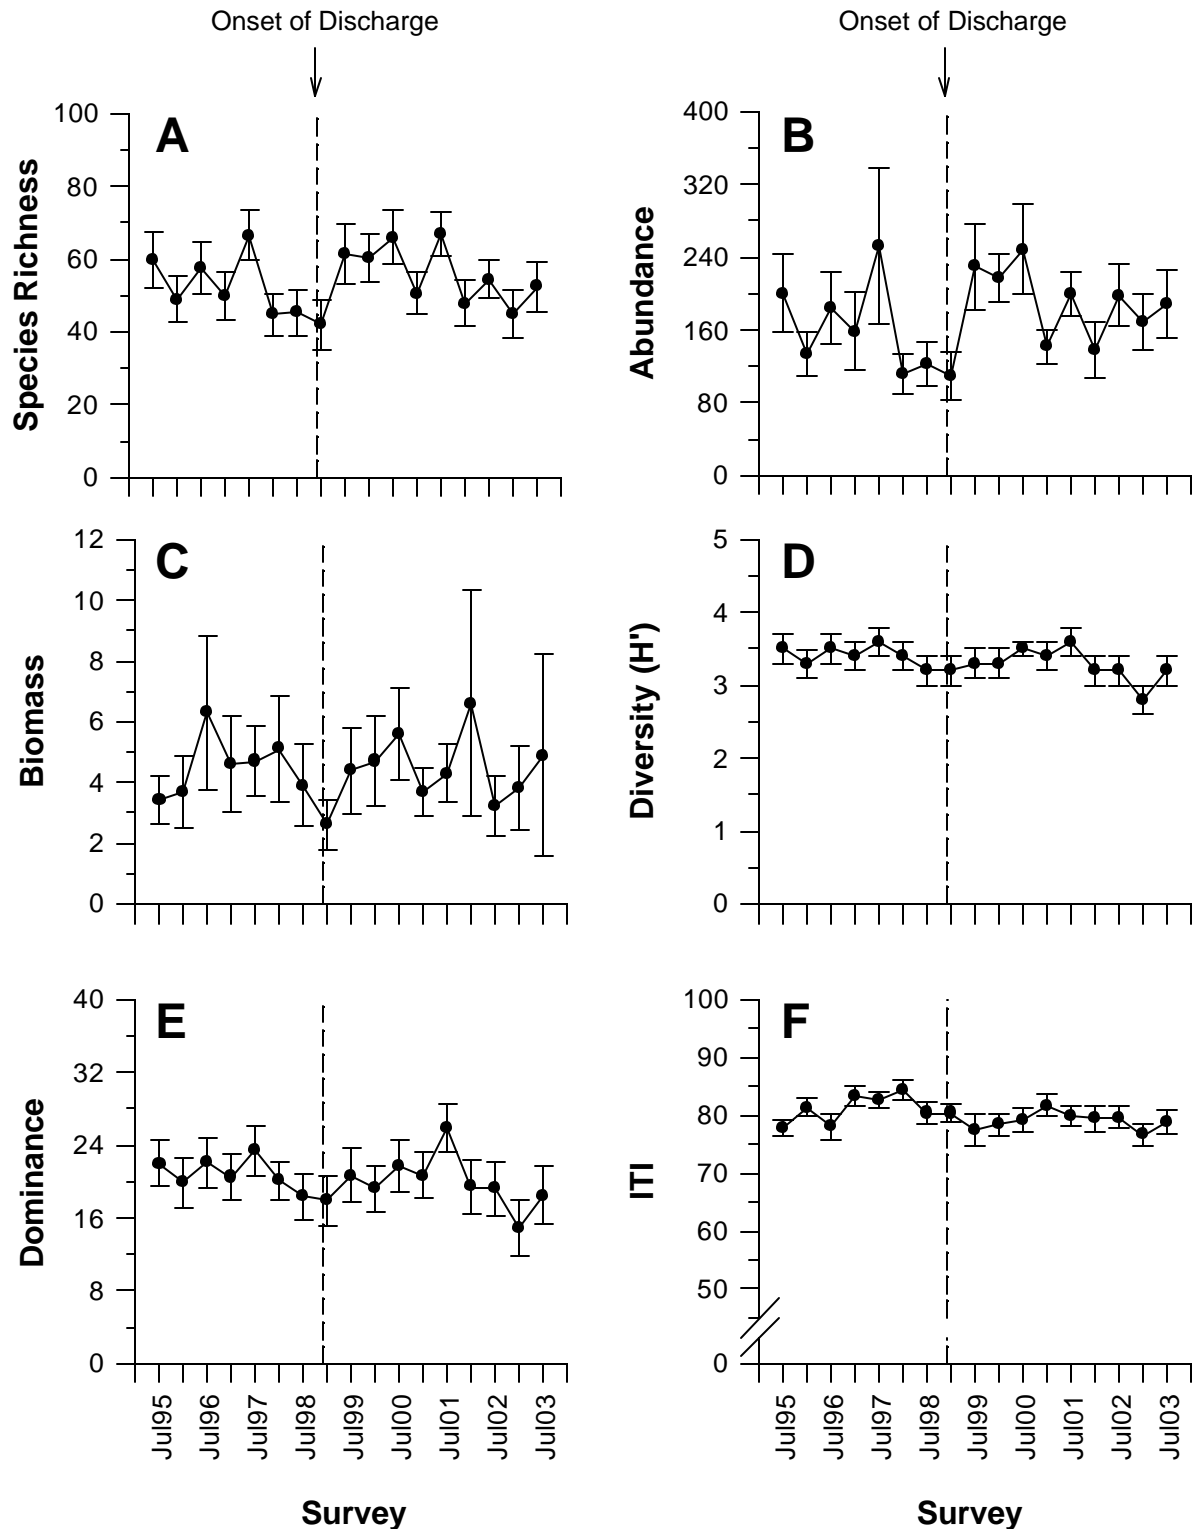 Onset of Discharge
Onset of Discharge
A
100
80
60
40
20
0
Species Richness
B
400
320
240
160
80
0
Abundance
C
12
10
8
6
4
2
0
Biomass
D
5
4
3
2
1
0
Diversity (H')
E
40
32
24
16
8
0
Dominance
Jul95
Jul96
Jul97
Jul98
Jul99
Jul00
Jul01
Jul02
Jul03
Survey
F
100
90
80
70
60
50
0
ITI
Jul95
Jul96
Jul97
Jul98
Jul99
Jul00
Jul01
Jul02
Jul03
Survey